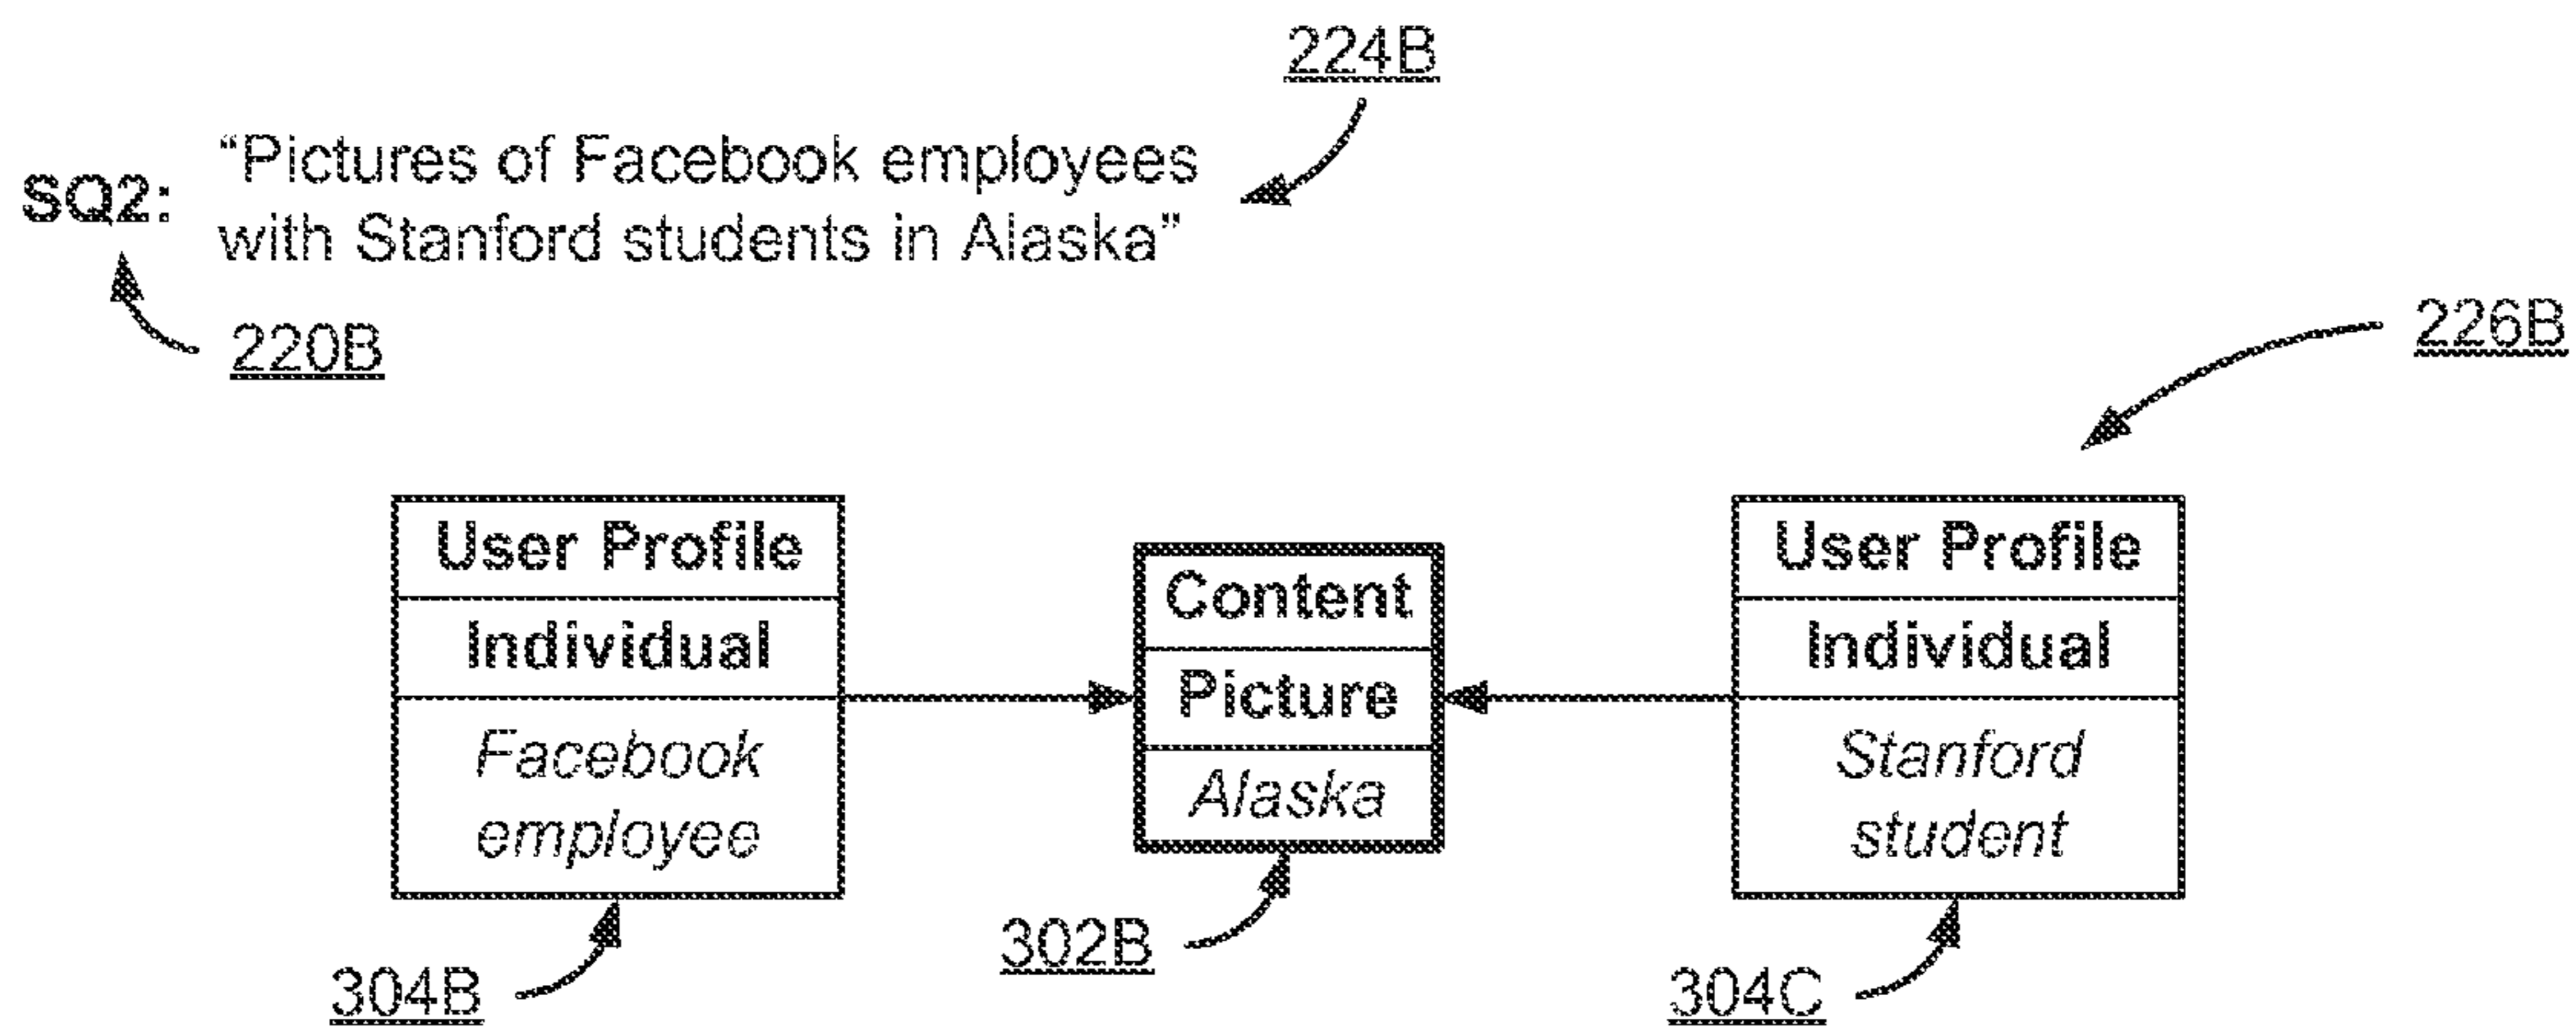 224B
SQ2: “Pictures of Facebook employees
with Stanford students in Alaska”
220B
226B
User Profile
Individual
Facebook
employee
Content
Picture
Alaska
User Profile
Individual
Stanford
student
302B
304B
304C